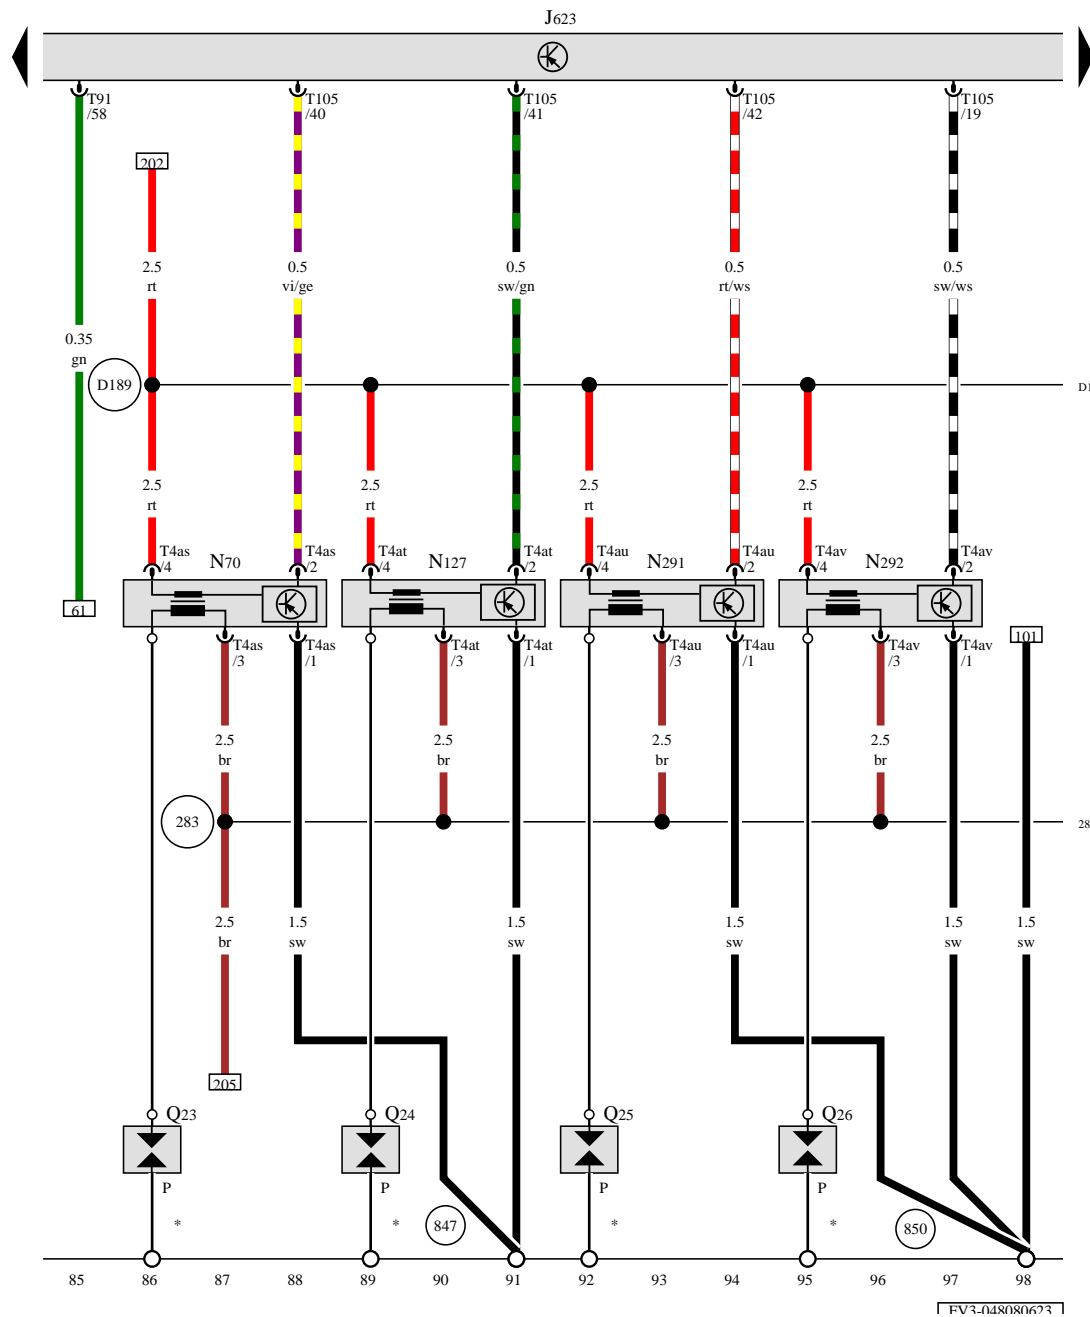 J623
T91 T105 T105 T105 T105
/58 /40 /41 /42 /19
202
2.5 0.5 0.5 0.5 0.5
rt vi/ge sw/gn rt/ws sw/ws
0.35
gn
D189
2.5 2.5 2.5 2.5
rt rt rt rt
T4as N70 T4as T4at N127 T4at T4au N291 T4au T4av N292 T4av
/4 /2 /4 /2 /4 /2 /4 /2
61
101
T4as T4as T4at T4at T4au T4au T4av T4av
/3 /1 /3 /1 /3 /1 /3 /1
2.5 2.5 2.5 2.5
br br br br
283
2.5 1.5 1.5 1.5 1.5 1.5
br sw sw sw sw sw
205
Q23 Q24 Q25 Q26
P P P P
* * * *
847 850
85 86 87 88 89 90 91 92 93 94 95 96 97 98